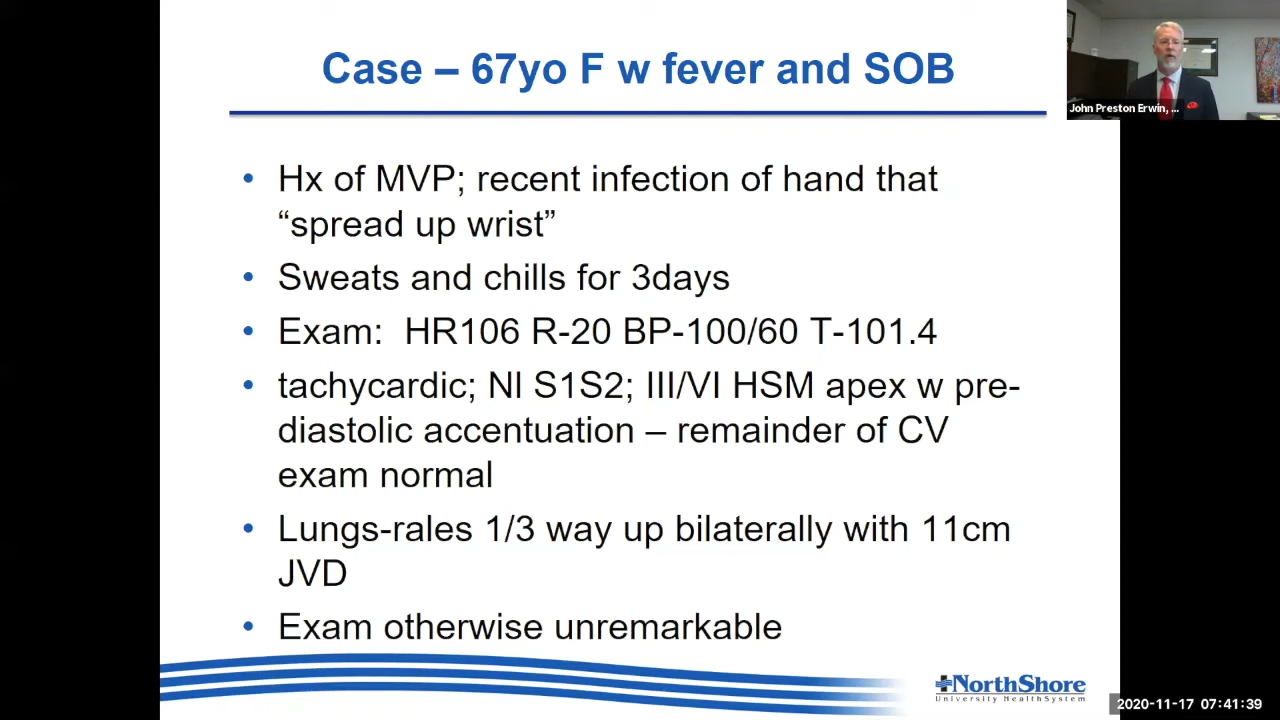 Case – 67yo F w fever and SOB
John Preston Erwin, ...
• Hx of MVP; recent infection of hand that
“spread up wrist”
• Sweats and chills for 3days
• Exam:  HR106 R-20 BP-100/60 T-101.4
• tachycardic; Nl S1S2; III/VI HSM apex w pre-
diastolic accentuation – remainder of CV
exam normal
• Lungs-rales 1/3 way up bilaterally with 11cm
JVD
• Exam otherwise unremarkable
NorthShore
University HealthSystem
2020-11-17 07:41:39